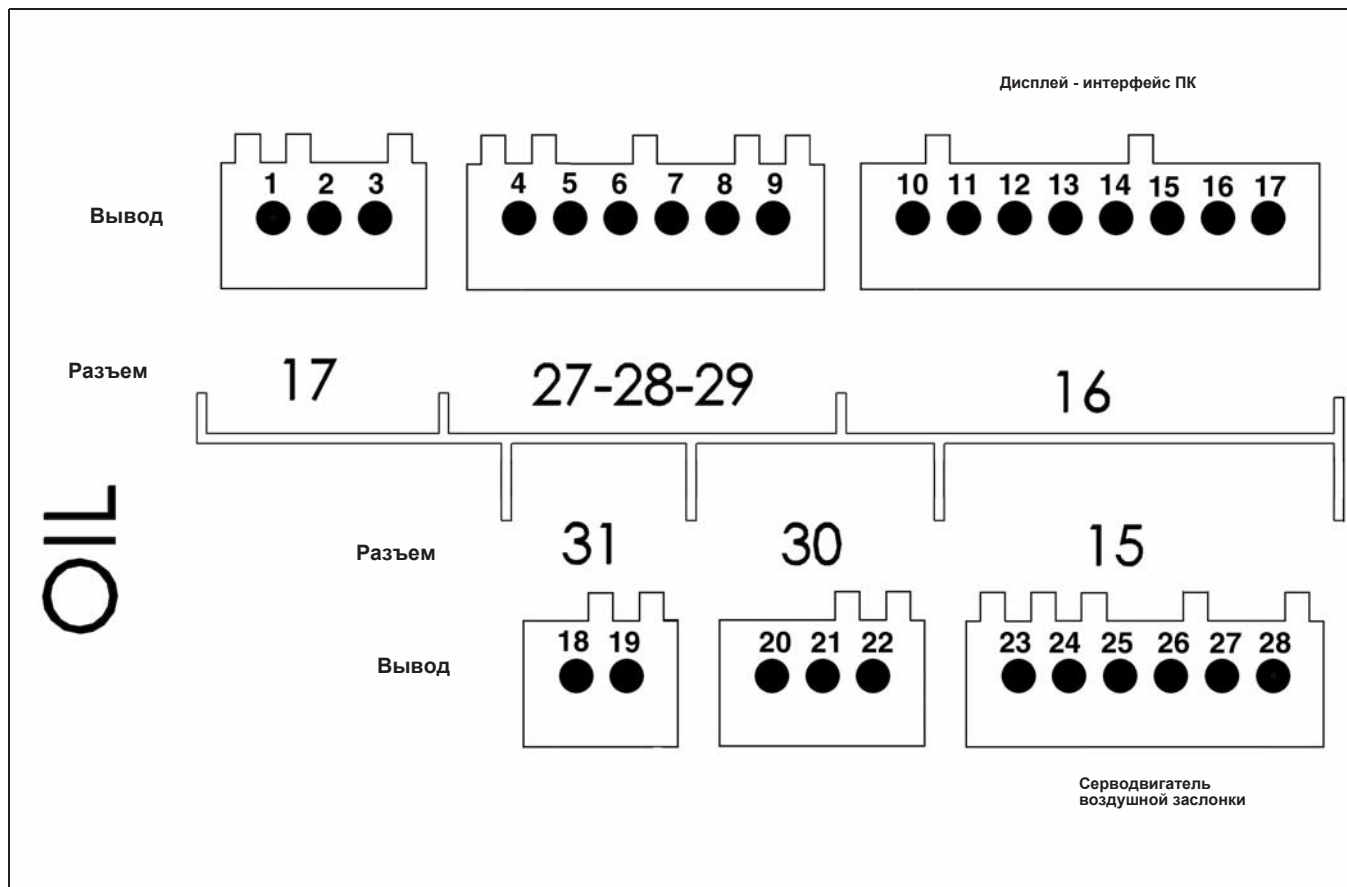 Дисплей - интерфейс ПК
1 2 3 4 5 6 7 8 9 10 11 12 13 14 15 16 17
Вывод
Разъем 17 27-28-29 16
OIL
Разъем 31 30 15
18 19 20 21 22 23 24 25 26 27 28
Вывод
Серводвигатель
воздушной заслонки